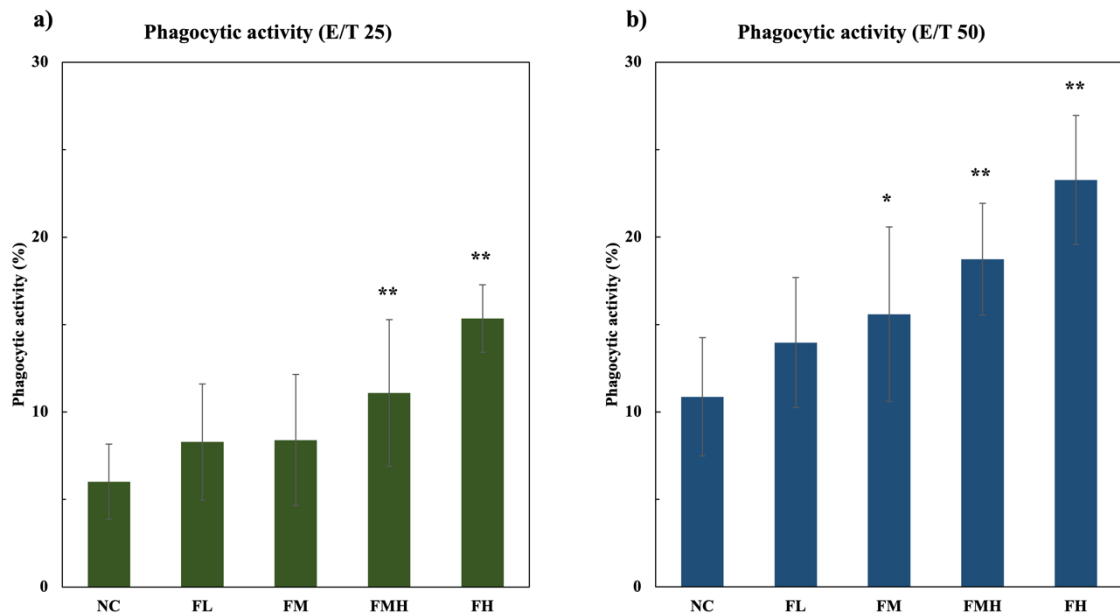 a)
Phagocytic activity (E/T 25)
Phagocytic activity (%)
30
20
10
0
**
**
NC FL FM FMH FH
b)
Phagocytic activity (E/T 50)
Phagocytic activity (%)
30
20
10
0
*
**
**
NC FL FM FMH FH